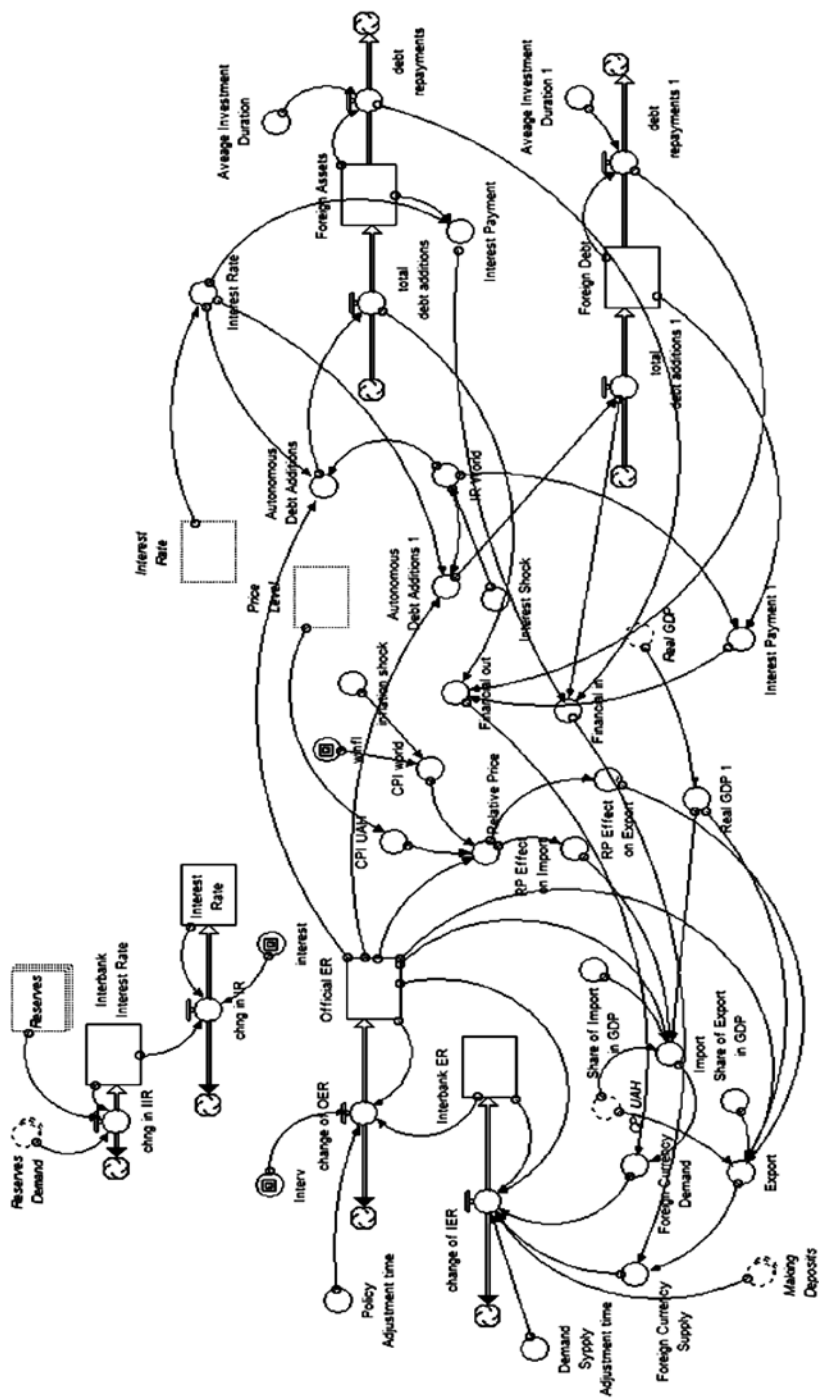 Reserves
Demand
Reserves
Interbank
Interest Rate
chng in IIR
Interest
Rate
chng in IR
interest
Policy
Adjustment time
Interv
change of OER
Official ER
Demand
Sypply
Adjustment time
change of IER
Interbank ER
Foreign Currency
Supply
Foreign Currency
Demand
Making
Deposits
Export
CPI UAH
Share of Import
in GDP
Import
Share of Export
in GDP
CPI UAH
Relative Price
RP Effect
on Import
RP Effect
on Export
CPI world
winfl
inflation shock
Price
Level
Interest
Rate
Interest Rate
Autonomous
Debt Additions
Autonomous
Debt Additions 1
IR World
Interest Shock
Financial out
Financial in
Real GDP
Real GDP 1
Interest Payment 1
total
debt additions
Foreign Assets
Aveage Investment
Duration
debt
repayments
Interest Payment
total
debt additions 1
Foreign Debt
Aveage Investment
Duration 1
debt
repayments 1